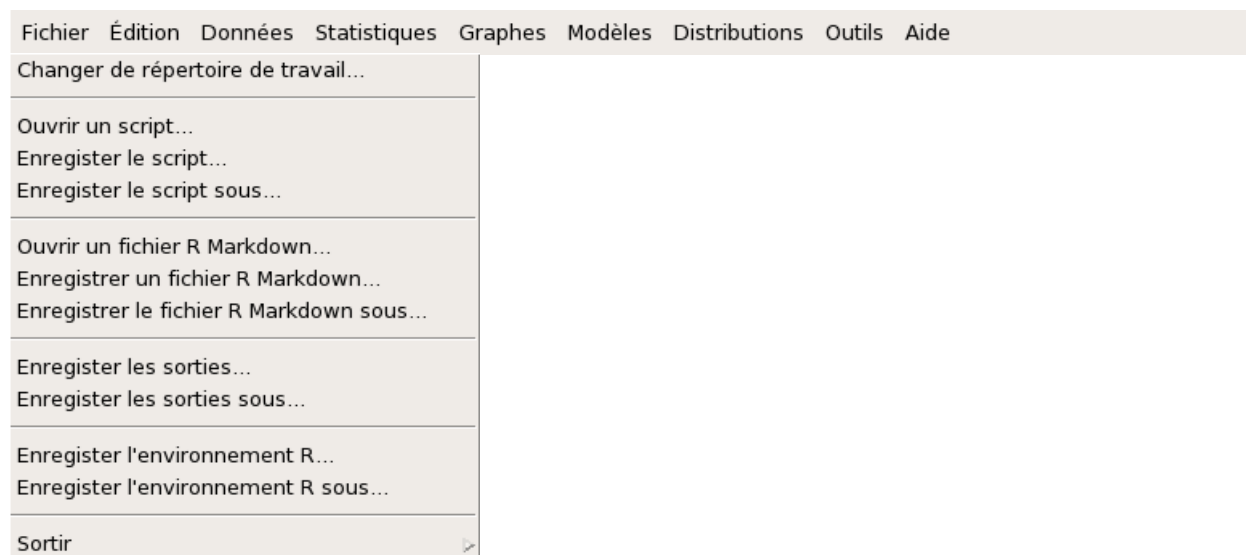 Fichier Édition Données Statistiques Graphes Modèles Distributions Outils Aide
Changer de répertoire de travail...
Ouvrir un script...
Enregister le script...
Enregister le script sous...
Ouvrir un fichier R Markdown...
Enregistrer un fichier R Markdown...
Enregistrer le fichier R Markdown sous...
Enregister les sorties...
Enregister les sorties sous...
Enregister l'environnement R...
Enregister l'environnement R sous...
Sortir